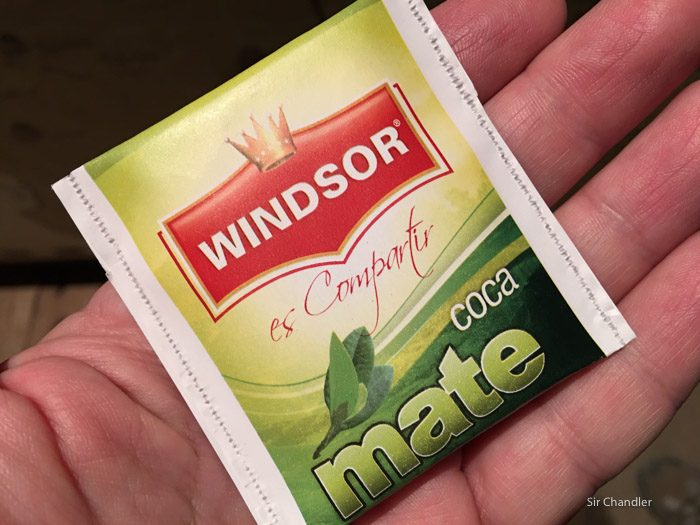 WINDSOR®
es Compartir
coca
mate
Sir Chandler